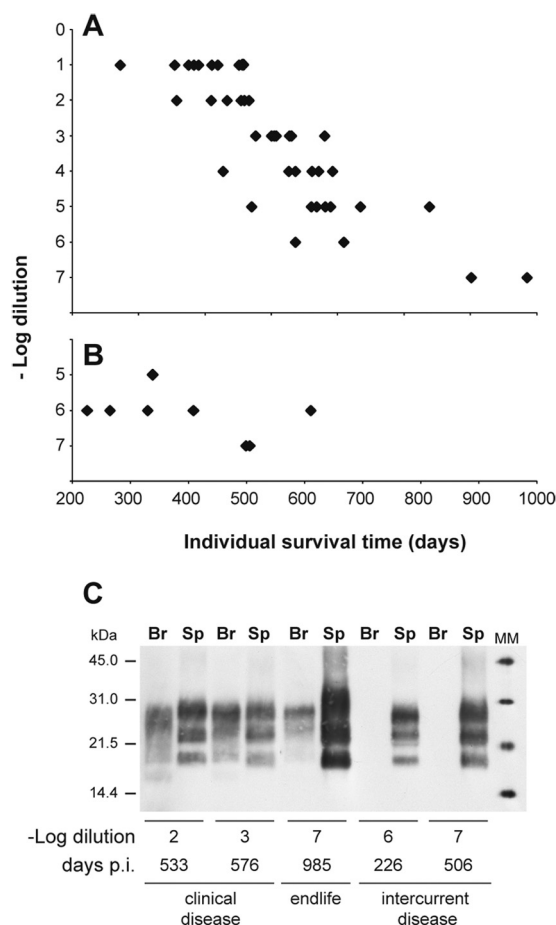 A
0
1
2
3
4
5
6
7
- Log dilution
B
5
6
7
200 300 400 500 600 700 800 900 1000
Individual survival time (days)
C
kDa Br Sp Br Sp Br Sp Br Sp Br Sp MM
45.0
31.0
21.5
14.4
-Log dilution 2 3 7 6 7
days p.i. 533 576 985 226 506
clinical disease endlife intercurrent disease